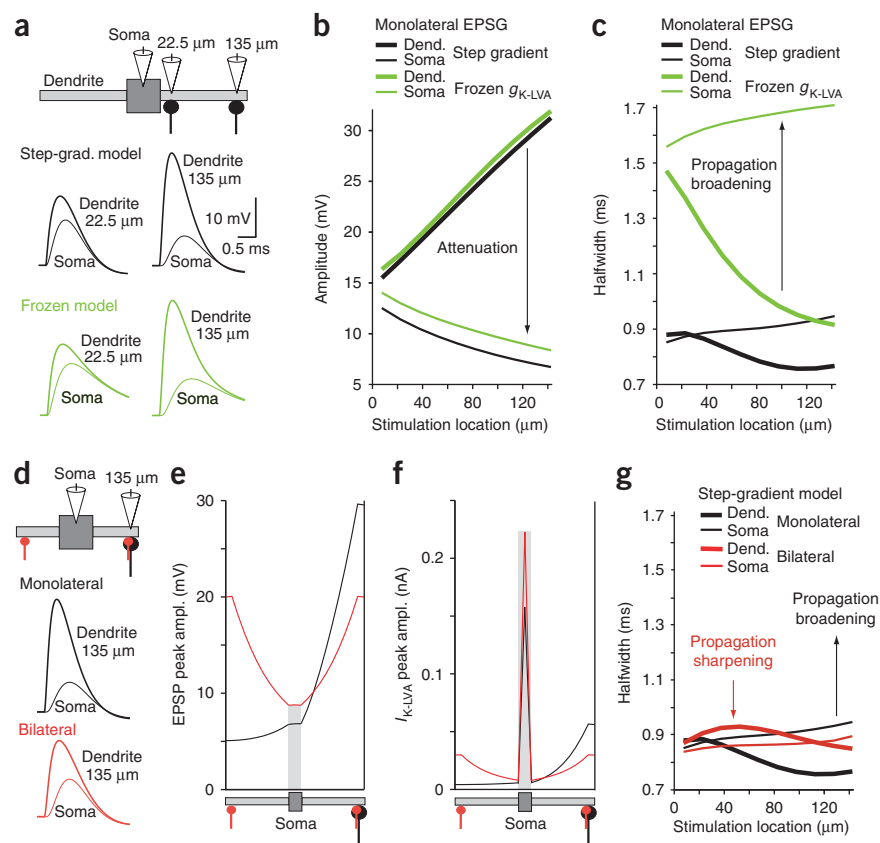 a
Soma
22.5 µm
135 µm
Dendrite
Step-grad. model
Dendrite
135 µm
Dendrite
22.5 µm
10 mV
0.5 ms
Soma
Soma
Frozen model
Dendrite
135 µm
Dendrite
22.5 µm
Soma
Soma
b
Monolateral EPSG
Dend.
Soma
Step gradient
Dend.
Soma
Frozen gK-LVA
30
25
20
15
10
5
Amplitude (mV)
Attenuation
0 40 80 120
Stimulation location (µm)
c
Monolateral EPSG
Dend.
Soma
Step gradient
Dend.
Soma
Frozen gK-LVA
1.7
1.5
1.3
1.1
0.9
0.7
Halfwidth (ms)
Propagation
broadening
0 40 80 120
Stimulation location (µm)
d
Soma
135 µm
Monolateral
Dendrite
135 µm
Soma
Bilateral
Dendrite
135 µm
Soma
e
30
20
10
0
EPSP peak ampl. (mV)
Soma
f
0.2
0.1
0
IK-LVA peak ampl. (nA)
Soma
g
Step-gradient model
Dend.
Soma
Monolateral
Dend.
Soma
Bilateral
1.7
1.5
1.3
1.1
0.9
0.7
Halfwidth (ms)
Propagation
broadening
Propagation
sharpening
0 40 80 120
Stimulation location (µm)